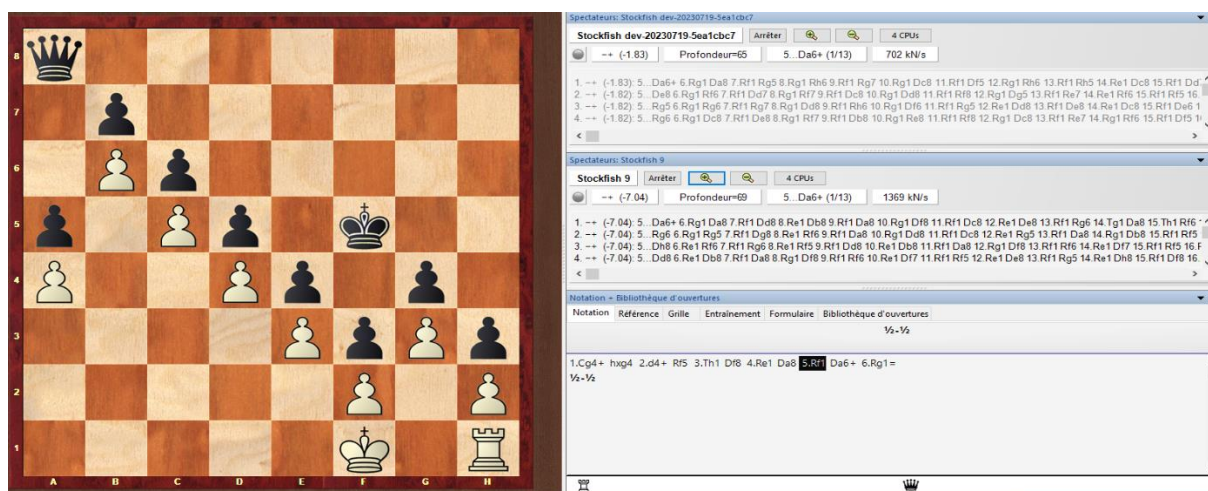 8
7
6
5
4
3
2
1
A B C D E F G H
Spectateurs: Stockfish dev-20230719-5ea1cbc7
Stockfish dev-20230719-5ea1cbc7 Arrêter 4 CPUs
-+ (-1.83) Profondeur=65 5...Da6+ (1/13) 702 kN/s
1. -+ (-1.83): 5...Da6+ 6.Rg1 Da8 7.Rf1 Rg5 8.Rg1 Rh6 9.Rf1 Rg7 10.Rg1 Dc8 11.Rf1 Df5 12.Rg1 Rh6 13.Rf1 Rh5 14.Re1 Dc8 15.Rf1 Dd
2. -+ (-1.82): 5...De8 6.Rg1 Rf6 7.Rf1 Dd7 8.Rg1 Rf7 9.Rf1 Dc8 10.Rg1 Dd8 11.Rf1 Rf8 12.Rg1 Dg5 13.Rf1 Re7 14.Re1 Rf6 15.Rf1 Rf5 16.
3. -+ (-1.82): 5...Rg5 6.Rg1 Rg6 7.Rf1 Rg7 8.Rg1 Dd8 9.Rf1 Rh6 10.Rg1 Df6 11.Rf1 Rg5 12.Re1 Dd8 13.Rf1 De8 14.Re1 Dc8 15.Rf1 De6 1
4. -+ (-1.82): 5...Rg6 6.Rg1 Dc8 7.Rf1 De8 8.Rg1 Rf7 9.Rf1 Db8 10.Rg1 Re8 11.Rf1 Rf8 12.Rg1 Dc8 13.Rf1 Re7 14.Rg1 Rf6 15.Rf1 Df5 1
Spectateurs: Stockfish 9
Stockfish 9 Arrêter 4 CPUs
-+ (-7.04) Profondeur=69 5...Da6+ (1/13) 1369 kN/s
1. -+ (-7.04): 5...Da6+ 6.Rg1 Da8 7.Rf1 Dd8 8.Re1 Db8 9.Rf1 Da8 10.Rg1 Df8 11.Rf1 Dc8 12.Re1 De8 13.Rf1 Rg6 14.Tg1 Da8 15.Th1 Rf6
2. -+ (-7.04): 5...Rg6 6.Rg1 Rg5 7.Rf1 Dg8 8.Re1 Rf6 9.Rf1 Da8 10.Rg1 Dd8 11.Rf1 Dc8 12.Re1 Rg5 13.Rf1 Da8 14.Rg1 Db8 15.Rf1 Rf5
3. -+ (-7.04): 5...Dh8 6.Re1 Rf6 7.Rf1 Rg6 8.Re1 Rf5 9.Rf1 Dd8 10.Re1 Db8 11.Rf1 Da8 12.Rg1 Df8 13.Rf1 Rf6 14.Re1 Df7 15.Rf1 Rf5 16.F
4. -+ (-7.04): 5...Dd8 6.Re1 Db8 7.Rf1 Da8 8.Rg1 Df8 9.Rf1 Rf6 10.Re1 Df7 11.Rf1 Rf5 12.Re1 De8 13.Rf1 Rg5 14.Re1 Dh8 15.Rf1 Df8 16.
Notation + Bibliothèque d'ouvertures
Notation Référence Grille Entraînement Formulaire Bibliothèque d'ouvertures
½-½
1.Cg4+ hxg4 2.d4+ Rf5 3.Th1 Df8 4.Re1 Da8 5.Rf1 Da6+ 6.Rg1=
½-½